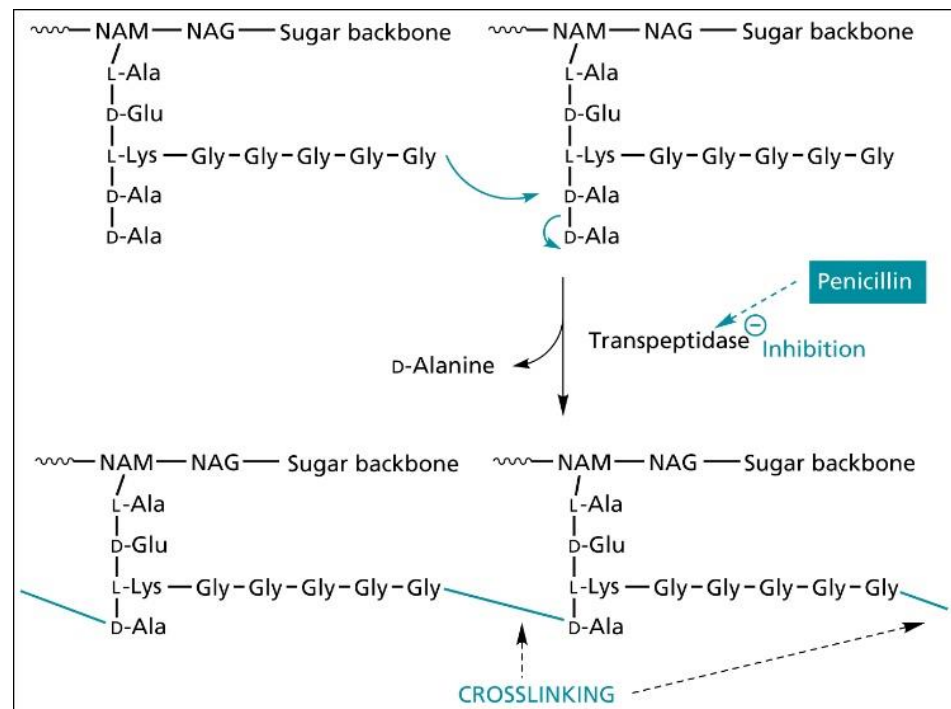 NAM — NAG — Sugar backbone NAM — NAG — Sugar backbone
L-Ala L-Ala
D-Glu D-Glu
L-Lys — Gly – Gly – Gly – Gly – Gly L-Lys — Gly – Gly – Gly – Gly – Gly
D-Ala D-Ala
D-Ala D-Ala
Penicillin
Transpeptidase
Inhibition
D-Alanine
NAM — NAG — Sugar backbone NAM — NAG — Sugar backbone
L-Ala L-Ala
D-Glu D-Glu
L-Lys — Gly – Gly – Gly – Gly – Gly L-Lys — Gly – Gly – Gly – Gly – Gly
D-Ala D-Ala
CROSSLINKING